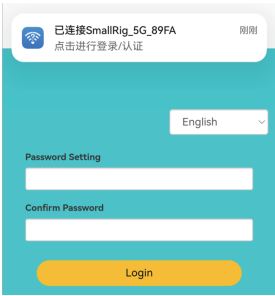 已连接SmallRig_5G_89FA 刚刚
点击进行登录/认证
English
Password Setting
Confirm Password
Login